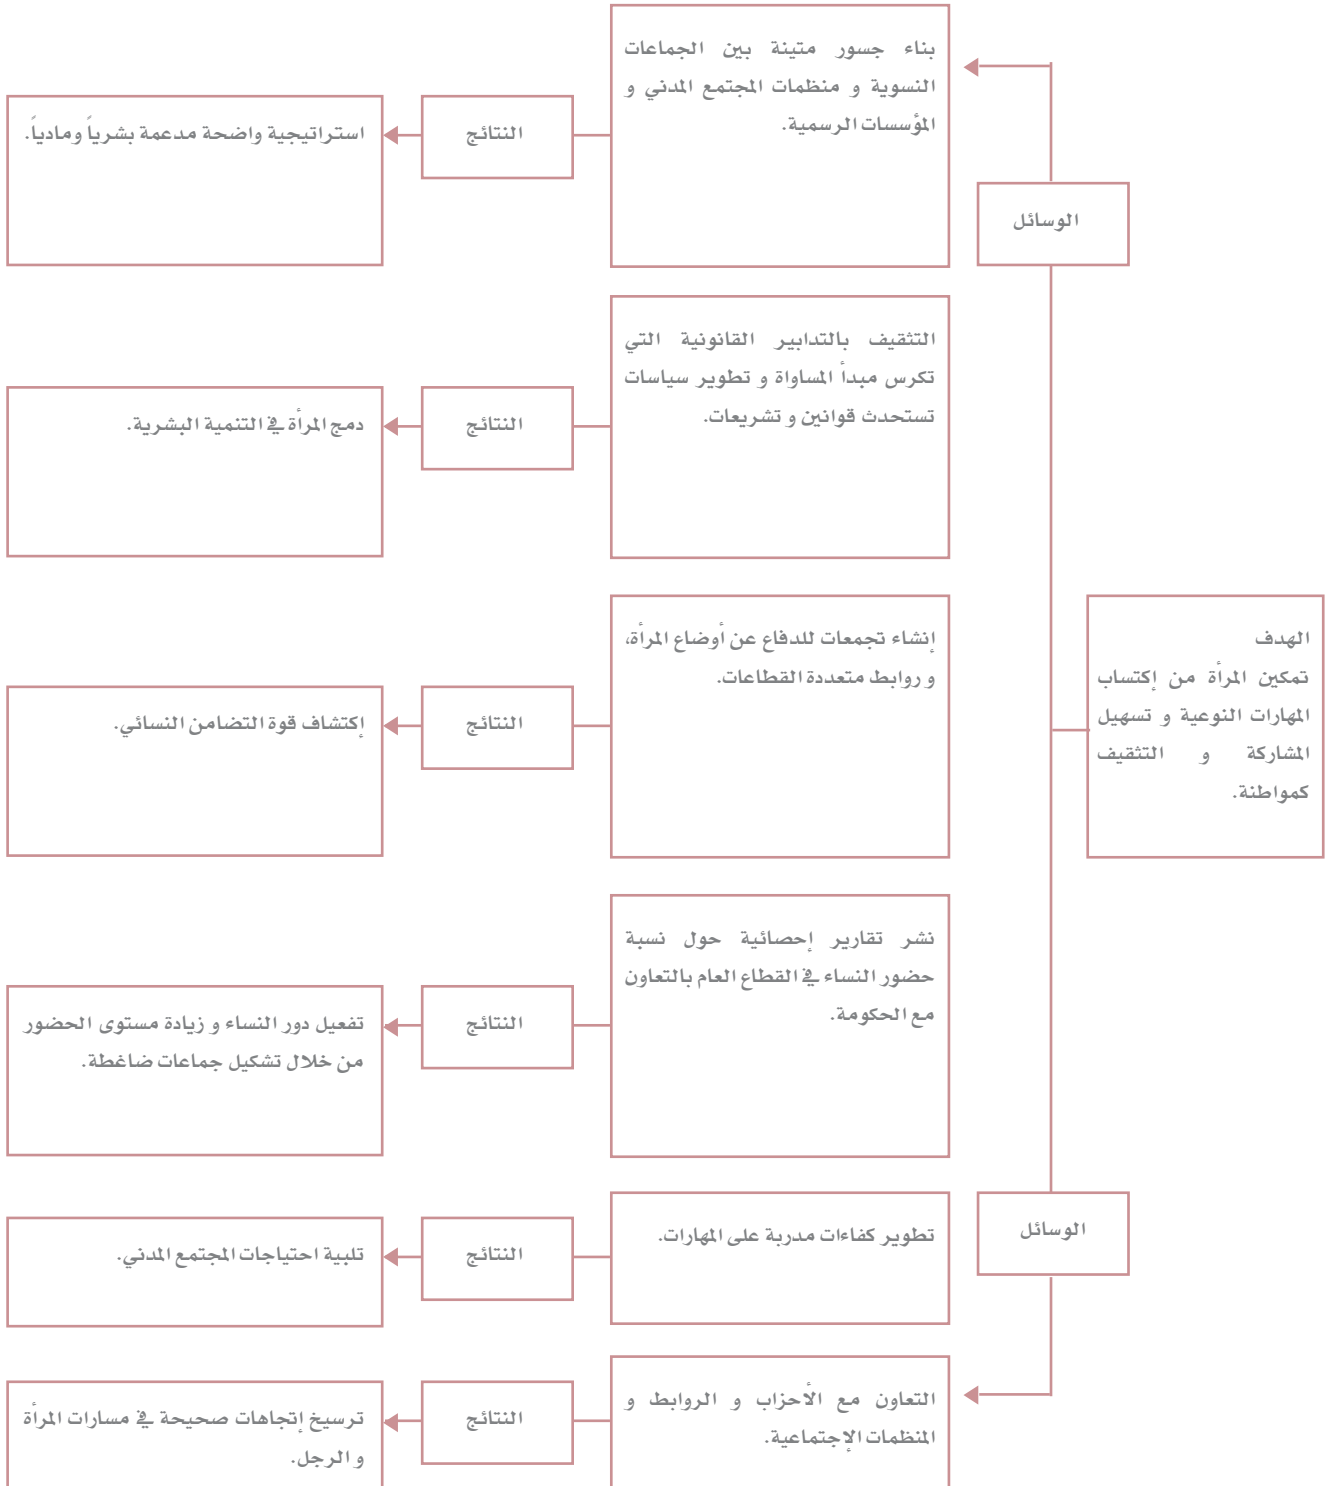 الهدف
تمكين المرأة من إكتساب
المهارات النوعية و تسهيل
المشاركة و التثقيف
كمواطنة.
الوسائل
بناء جسور متينة بين الجماعات
النسوية و منظمات المجتمع المدني و
المؤسسات الرسمية.
النتائج
استراتيجية واضحة مدعمة بشرياً ومادياً.
التثقيف بالتدابير القانونية التي
تكرس مبدأ المساواة و تطوير سياسات
تستحدث قوانين و تشريعات.
النتائج
دمج المرأة في التنمية البشرية.
إنشاء تجمعات للدفاع عن أوضاع المرأة،
و روابط متعددة القطاعات.
النتائج
إكتشاف قوة التضامن النسائي.
نشر تقارير إحصائية حول نسبة
حضور النساء في القطاع العام بالتعاون
مع الحكومة.
النتائج
تفعيل دور النساء و زيادة مستوى الحضور
من خلال تشكيل جماعات ضاغطة.
الوسائل
تطوير كفاءات مدربة على المهارات.
النتائج
تلبية احتياجات المجتمع المدني.
التعاون مع الأحزاب و الروابط و
المنظمات الإجتماعية.
النتائج
ترسيخ إتجاهات صحيحة في مسارات المرأة
و الرجل.